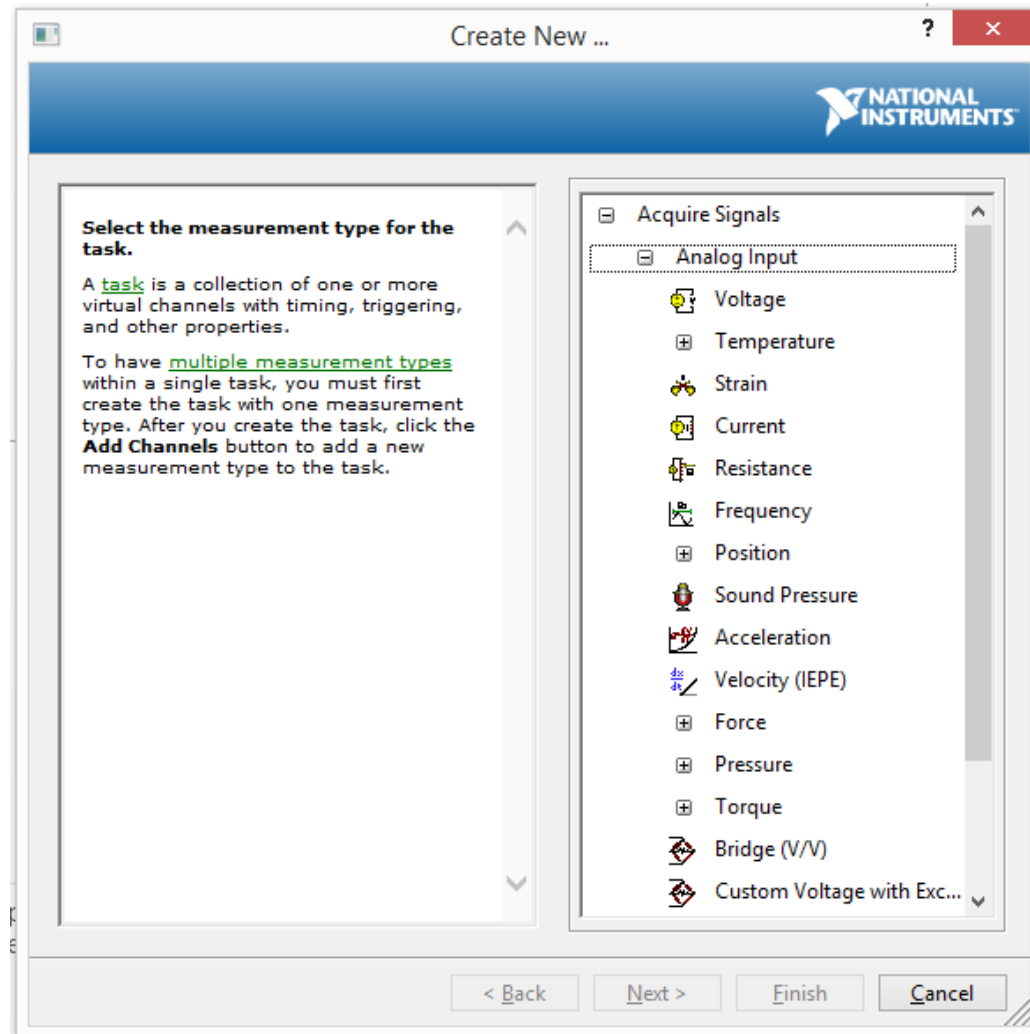 Create New ...
?
NATIONAL
INSTRUMENTS
Select the measurement type for the
task.
A task is a collection of one or more
virtual channels with timing, triggering,
and other properties.
To have multiple measurement types
within a single task, you must first
create the task with one measurement
type. After you create the task, click the
Add Channels button to add a new
measurement type to the task.
Acquire Signals
Analog Input
Voltage
Temperature
Strain
Current
Resistance
Frequency
Position
Sound Pressure
Acceleration
dx
dt
Velocity (IEPE)
Force
Pressure
Torque
Bridge (V/V)
Custom Voltage with Exc...
< Back
Next >
Finish
Cancel